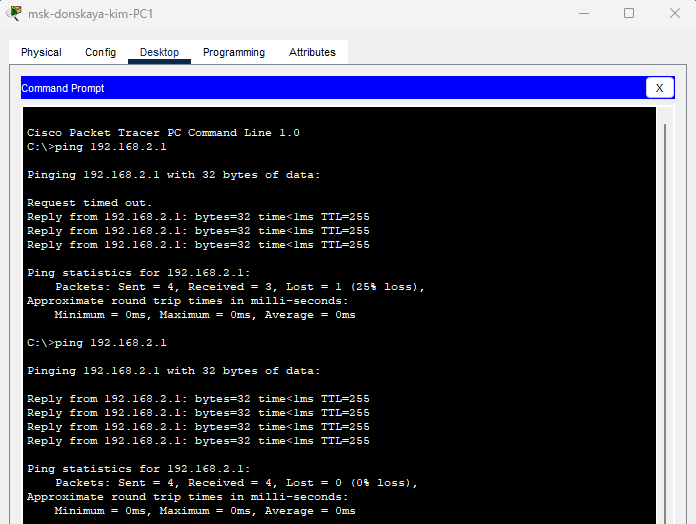 msk-donskaya-kim-PC1
Physical Config Desktop Programming Attributes
Command Prompt
X
Cisco Packet Tracer PC Command Line 1.0
C:\>ping 192.168.2.1
Pinging 192.168.2.1 with 32 bytes of data:
Request timed out.
Reply from 192.168.2.1: bytes=32 time<1ms TTL=255
Reply from 192.168.2.1: bytes=32 time<1ms TTL=255
Reply from 192.168.2.1: bytes=32 time<1ms TTL=255
Ping statistics for 192.168.2.1:
    Packets: Sent = 4, Received = 3, Lost = 1 (25% loss),
Approximate round trip times in milli-seconds:
    Minimum = 0ms, Maximum = 0ms, Average = 0ms
C:\>ping 192.168.2.1
Pinging 192.168.2.1 with 32 bytes of data:
Reply from 192.168.2.1: bytes=32 time<1ms TTL=255
Reply from 192.168.2.1: bytes=32 time<1ms TTL=255
Reply from 192.168.2.1: bytes=32 time<1ms TTL=255
Reply from 192.168.2.1: bytes=32 time<1ms TTL=255
Ping statistics for 192.168.2.1:
    Packets: Sent = 4, Received = 4, Lost = 0 (0% loss),
Approximate round trip times in milli-seconds:
    Minimum = 0ms, Maximum = 0ms, Average = 0ms